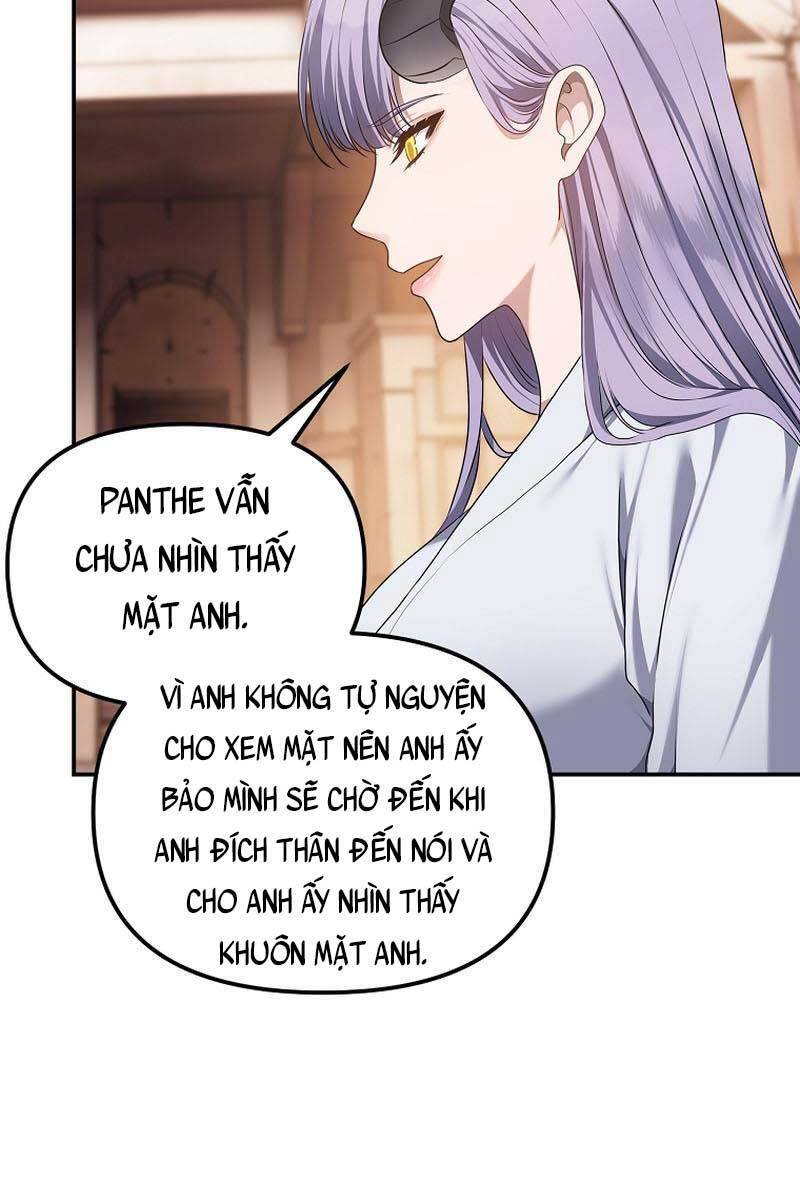 PANTHE VẪN
CHƯA NHÌN THẤY
MẶT ANH.
VÌ ANH KHÔNG TỰ NGUYỆN
CHO XEM MẶT NÊN ANH ẤY
BẢO MÌNH SẼ CHỜ ĐẾN KHI
ANH ĐÍCH THÂN ĐẾN NÓI VÀ
CHO ANH ẤY NHÌN THẤY
KHUÔN MẶT ANH.